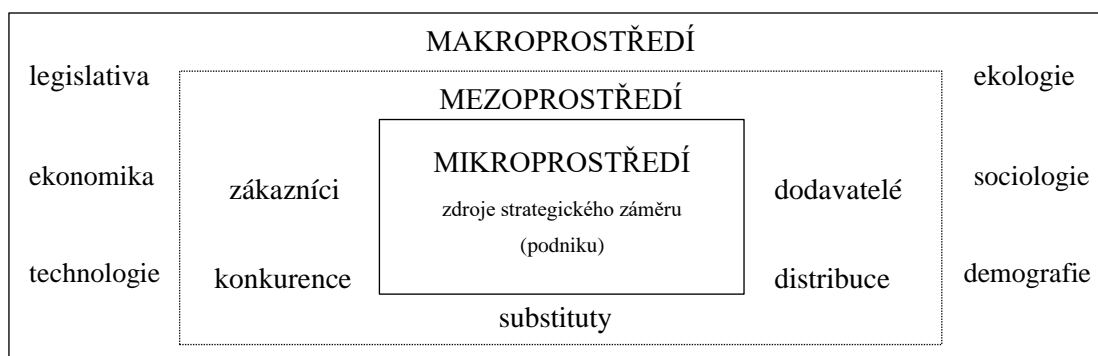 MAKROPROSTŘEDÍ
legislativa
ekologie
MEZOPROSTŘEDÍ
MIKROPROSTŘEDÍ
ekonomika
zákazníci
dodavatelé
sociologie
zdroje strategického záměru
(podniku)
technologie
konkurence
distribuce
demografie
substituty